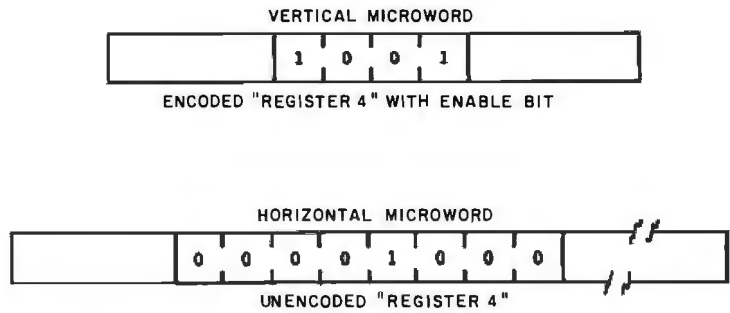 VERTICAL MICROWORD
1 0 0 1
ENCODED "REGISTER 4" WITH ENABLE BIT
HORIZONTAL MICROWORD
0 0 0 0 1 0 0 0
UNENCODED "REGISTER 4"